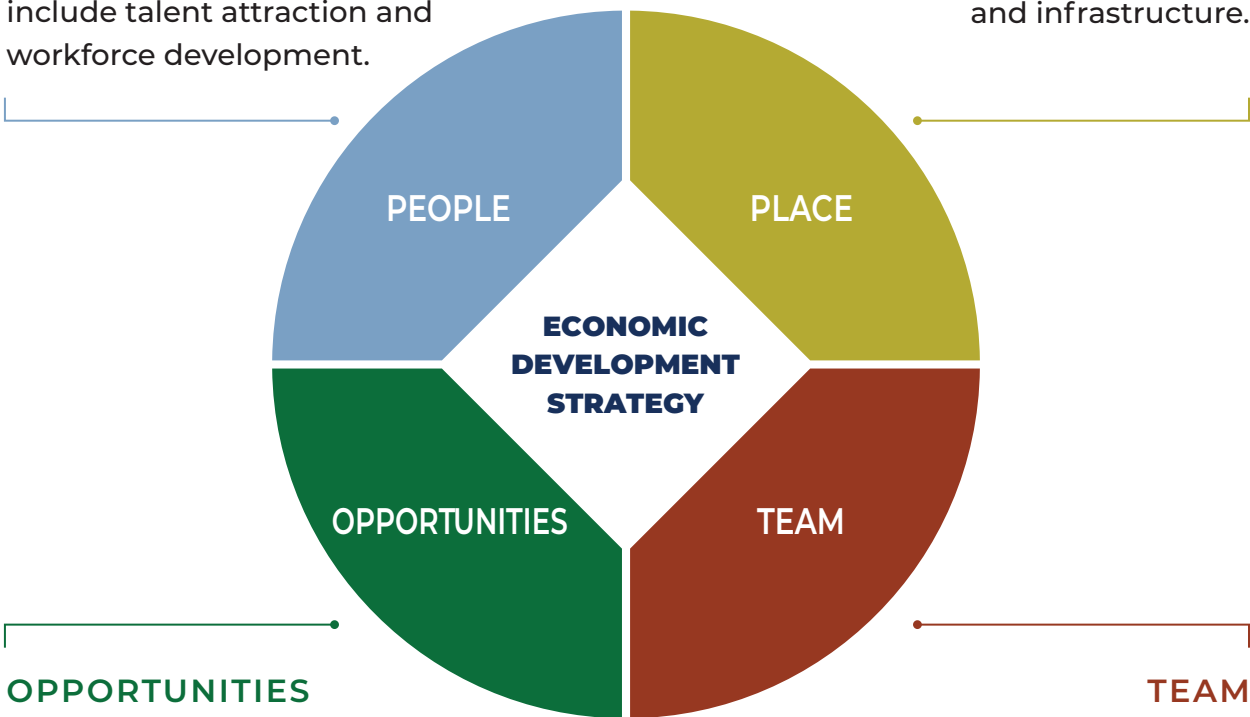 include talent attraction and
workforce development.
and infrastructure.
PEOPLE
PLACE
ECONOMIC
DEVELOPMENT
STRATEGY
OPPORTUNITIES
TEAM
OPPORTUNITIES
TEAM